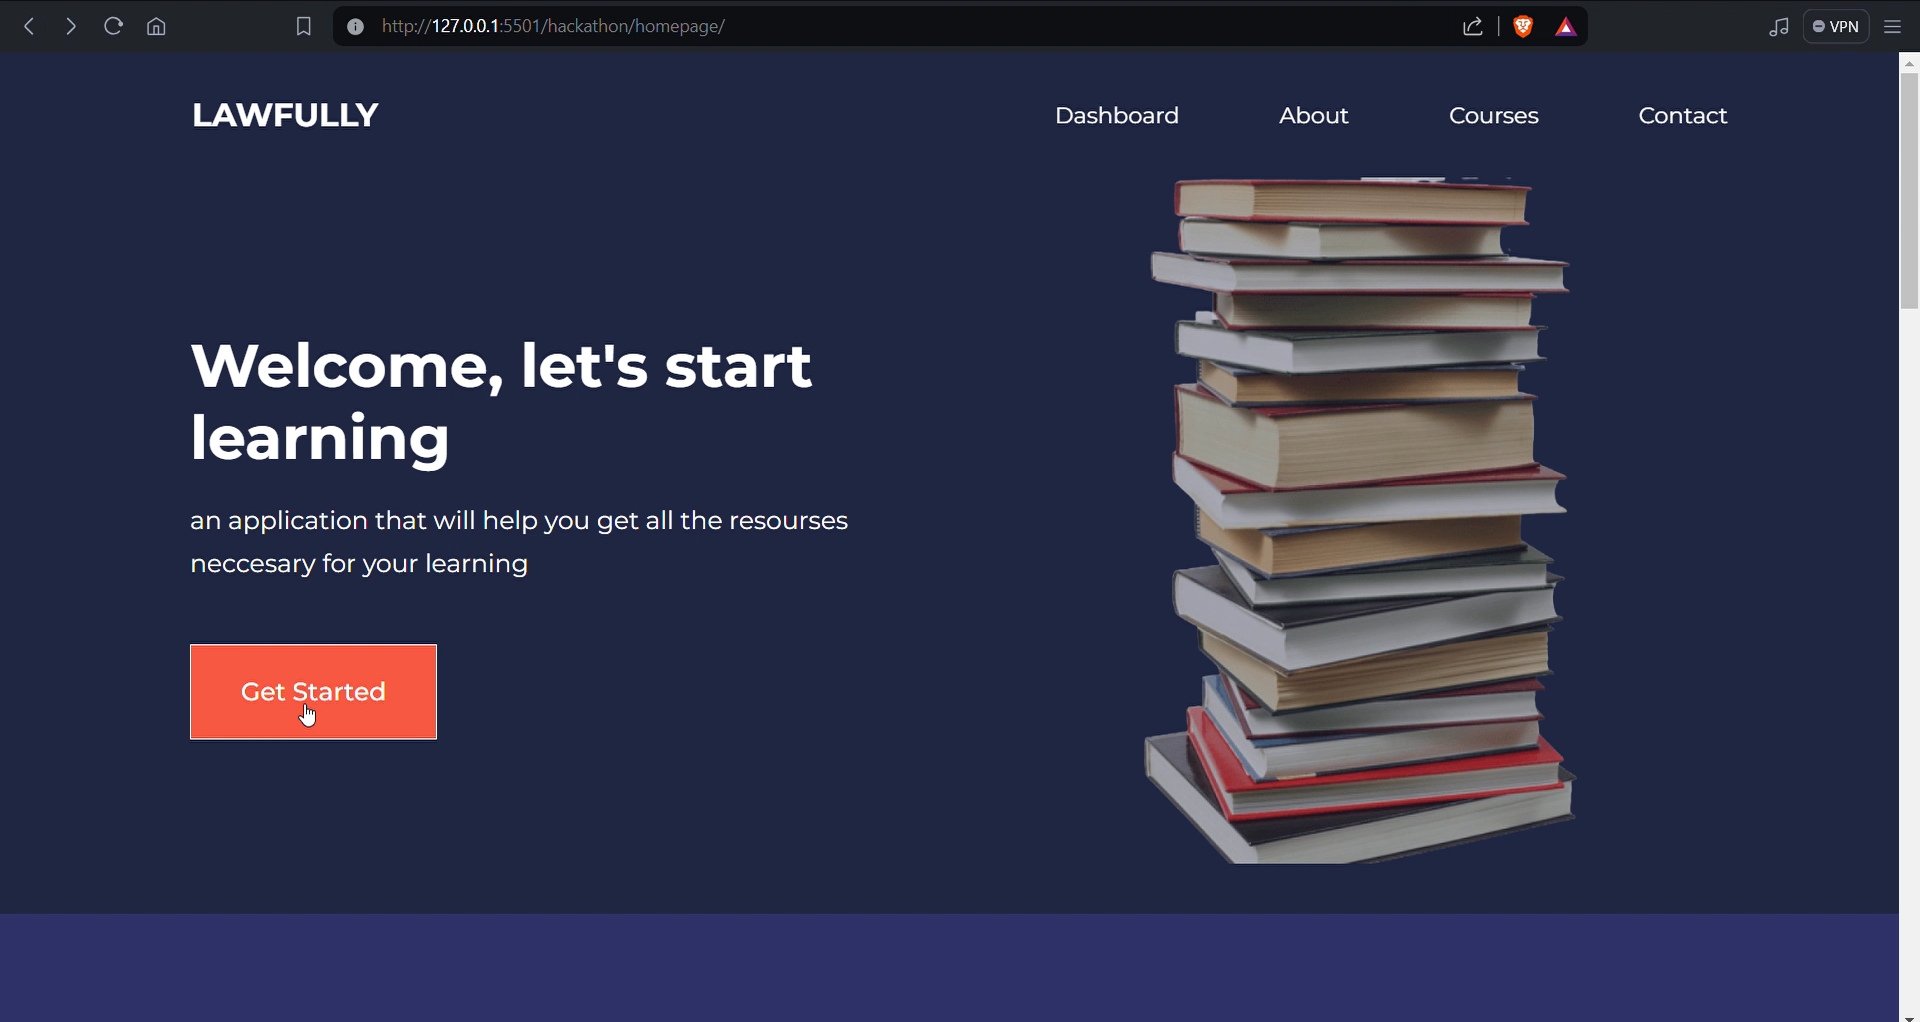 http://127.0.0.1:5501/hackathon/homepage/
VPN
LAWFULLY
Dashboard
About
Courses
Contact
Welcome, let's start
learning
an application that will help you get all the resourses
neccesary for your learning
Get Started